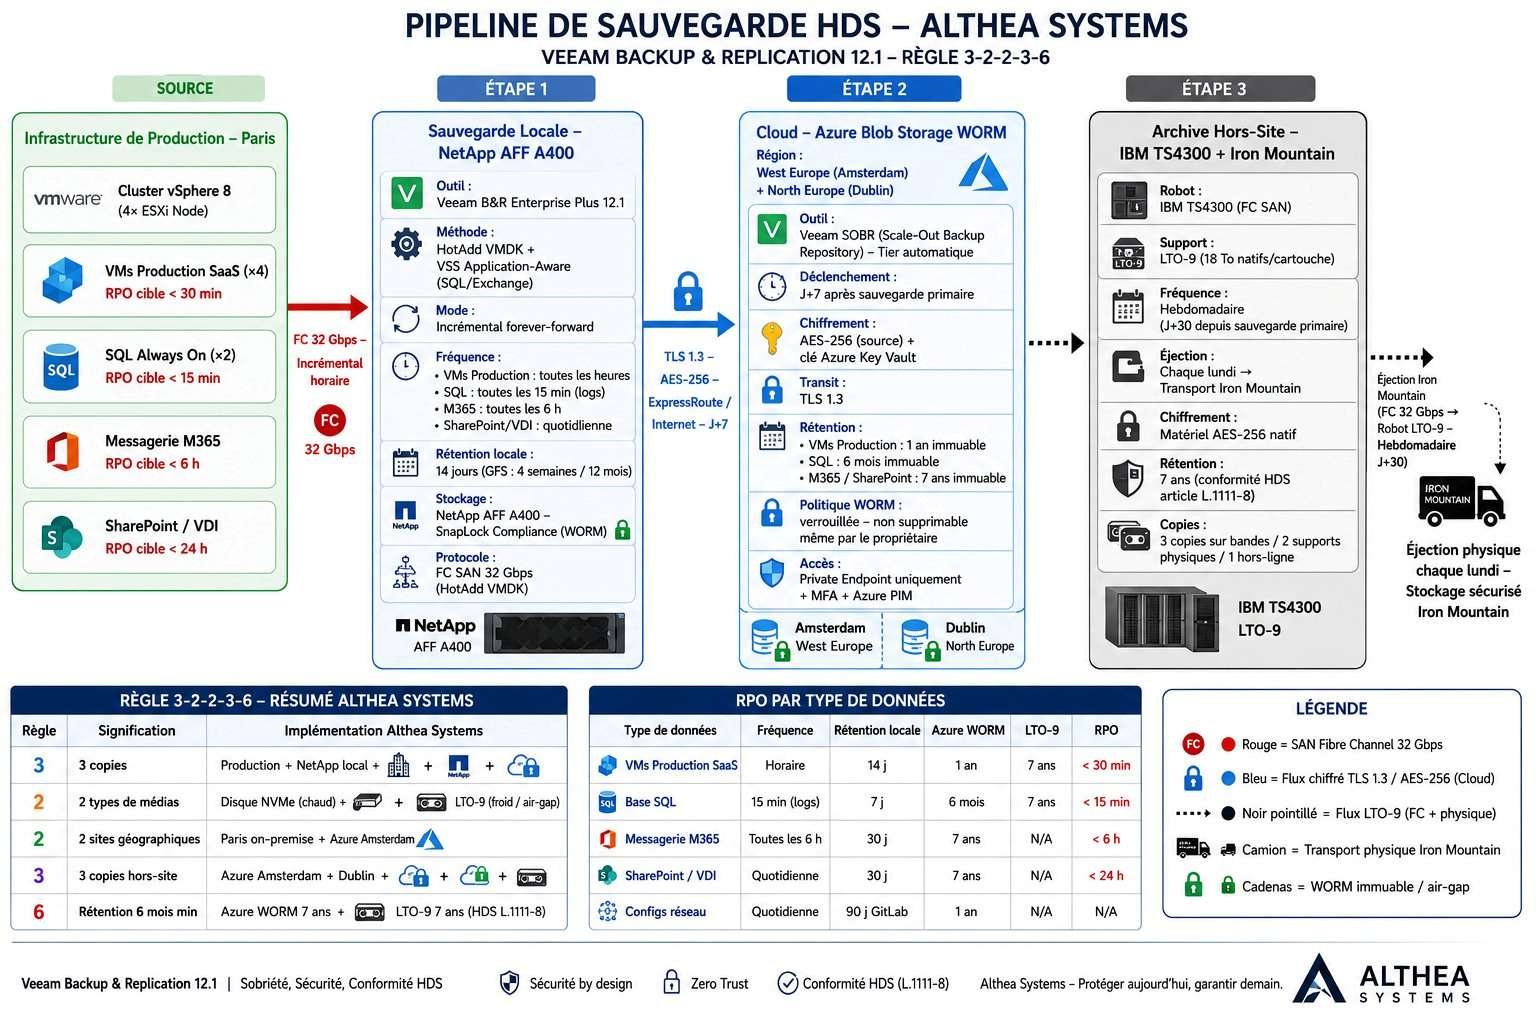 PIPELINE DE SAUVEGARDE HDS – ALTHEA SYSTEMS
VEEAM BACKUP & REPLICATION 12.1 – RÈGLE 3-2-2-3-6
SOURCE
Infrastructure de Production – Paris
vmware
Cluster vSphere 8
(4× ESXi Node)
VMs Production SaaS (×4)
RPO cible < 30 min
SQL
SQL Always On (×2)
RPO cible < 15 min
Messagerie M365
RPO cible < 6 h
S
SharePoint / VDI
RPO cible < 24 h
FC 32 Gbps –
Incrémental
horaire
FC
32 Gbps
ÉTAPE 1
Sauvegarde Locale –
NetApp AFF A400
V
Outil :
Veeam B&R Enterprise Plus 12.1
Méthode :
HotAdd VMDK +
VSS Application-Aware
(SQL/Exchange)
Mode :
Incrémental forever-forward
Fréquence :
• VMs Production : toutes les heures
• SQL : toutes les 15 min (logs)
• M365 : toutes les 6 h
• SharePoint/VDI : quotidienne
Rétention locale :
14 jours (GFS : 4 semaines / 12 mois)
NetApp
Stockage :
NetApp AFF A400 –
SnapLock Compliance (WORM)
Protocole :
FC SAN 32 Gbps
(HotAdd VMDK)
NetApp
AFF A400
TLS 1.3 –
AES-256 –
ExpressRoute /
Internet – J+7
ÉTAPE 2
Cloud – Azure Blob Storage WORM
Région :
West Europe (Amsterdam)
+ North Europe (Dublin)
V
Outil :
Veeam SOBR (Scale-Out Backup
Repository) – Tier automatique
Déclenchement :
J+7 après sauvegarde primaire
Chiffrement :
AES-256 (source) +
clé Azure Key Vault
Transit :
TLS 1.3
Rétention :
• VMs Production : 1 an immuable
• SQL : 6 mois immuable
• M365 / SharePoint : 7 ans immuable
Politique WORM :
verrouillée – non supprimable
même par le propriétaire
Accès :
Private Endpoint uniquement
+ MFA + Azure PIM
Amsterdam
West Europe
Dublin
North Europe
ÉTAPE 3
Archive Hors-Site –
IBM TS4300 + Iron Mountain
Robot :
IBM TS4300 (FC SAN)
LTO-9
Support :
LTO-9 (18 To natifs/cartouche)
Fréquence :
Hebdomadaire
(J+30 depuis sauvegarde primaire)
Éjection :
Chaque lundi →
Transport Iron Mountain
Chiffrement :
Matériel AES-256 natif
Rétention :
7 ans (conformité HDS
article L.1111-8)
Copies :
3 copies sur bandes / 2 supports
physiques / 1 hors-ligne
IBM TS4300
LTO-9
Éjection Iron
Mountain
(FC 32 Gbps →
Robot LTO-9 –
Hebdomadaire
J+30)
IRON
MOUNTAIN
Éjection physique
chaque lundi –
Stockage sécurisé
Iron Mountain
RÈGLE 3-2-2-3-6 – RÉSUMÉ ALTHEA SYSTEMS
Règle Signification Implémentation Althea Systems
3 3 copies Production + NetApp local + + NetApp +
2 2 types de médias Disque NVMe (chaud) + + LTO-9 (froid / air-gap)
2 2 sites géographiques Paris on-premise + Azure Amsterdam
3 3 copies hors-site Azure Amsterdam + Dublin + + +
6 Rétention 6 mois min Azure WORM 7 ans + LTO-9 7 ans (HDS L.1111-8)
RPO PAR TYPE DE DONNÉES
Type de données Fréquence Rétention locale Azure WORM LTO-9 RPO
VMs Production SaaS Horaire 14 j 1 an 7 ans < 30 min
SQL Base SQL 15 min (logs) 7 j 6 mois 7 ans < 15 min
Messagerie M365 Toutes les 6 h 30 j 7 ans N/A < 6 h
SharePoint / VDI Quotidienne 30 j 7 ans N/A < 24 h
Configs réseau Quotidienne 90 j GitLab 1 an N/A N/A
LÉGENDE
FC Rouge = SAN Fibre Channel 32 Gbps
Bleu = Flux chiffré TLS 1.3 / AES-256 (Cloud)
Noir pointillé = Flux LTO-9 (FC + physique)
Camion = Transport physique Iron Mountain
Cadenas = WORM immuable / air-gap
Veeam Backup & Replication 12.1 | Sobriété, Sécurité, Conformité HDS
Sécurité by design
Zero Trust
Conformité HDS (L.1111-8)
Althea Systems – Protéger aujourd'hui, garantir demain.
ALTHEA
SYSTEMS